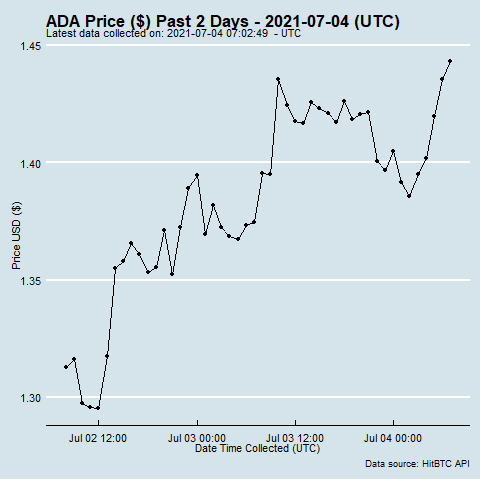 ADA Price ($) Past 2 Days - 2021-07-04 (UTC)
Latest data collected on: 2021-07-04 07:02:49 - UTC
1.45
1.40
1.35
1.30
Price USD ($)
Jul 02 12:00 Jul 03 00:00 Jul 03 12:00 Jul 04 00:00
Date Time Collected (UTC)
Data source: HitBTC API